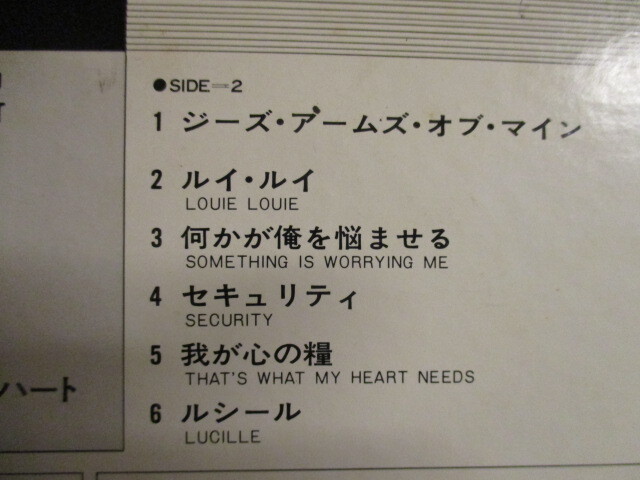 ●SIDE—2
1 ジーズ・アームズ・オブ・マイン
2 ルイ・ルイ
LOUIE LOUIE
3 何かが俺を悩ませる
SOMETHING IS WORRYING ME
4 セキュリティ
SECURITY
5 我が心の糧
THAT'S WHAT MY HEART NEEDS
6 ルシール
LUCILLE
ハート